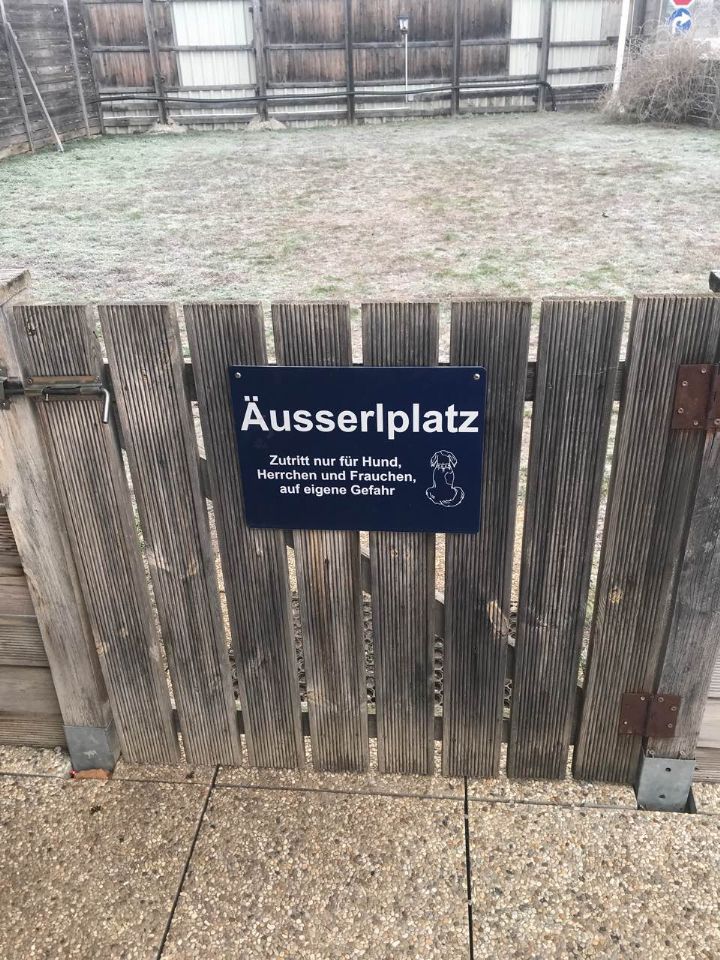 Äusserlplatz
Zutritt nur für Hund,
Herrchen und Frauchen,
auf eigene Gefahr